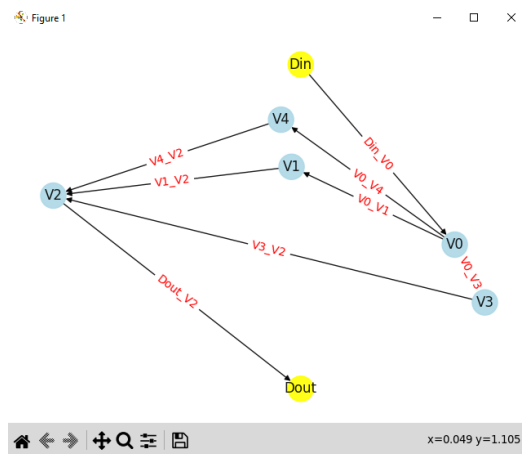 Figure 1
Din
V4
Din_V0
V4_V2
V1
V0_V4
V1_V2
V2
V0_V1
V0
V3_V2
V0_V3
Dout_V2
V3
Dout
x=0.049 y=1.105